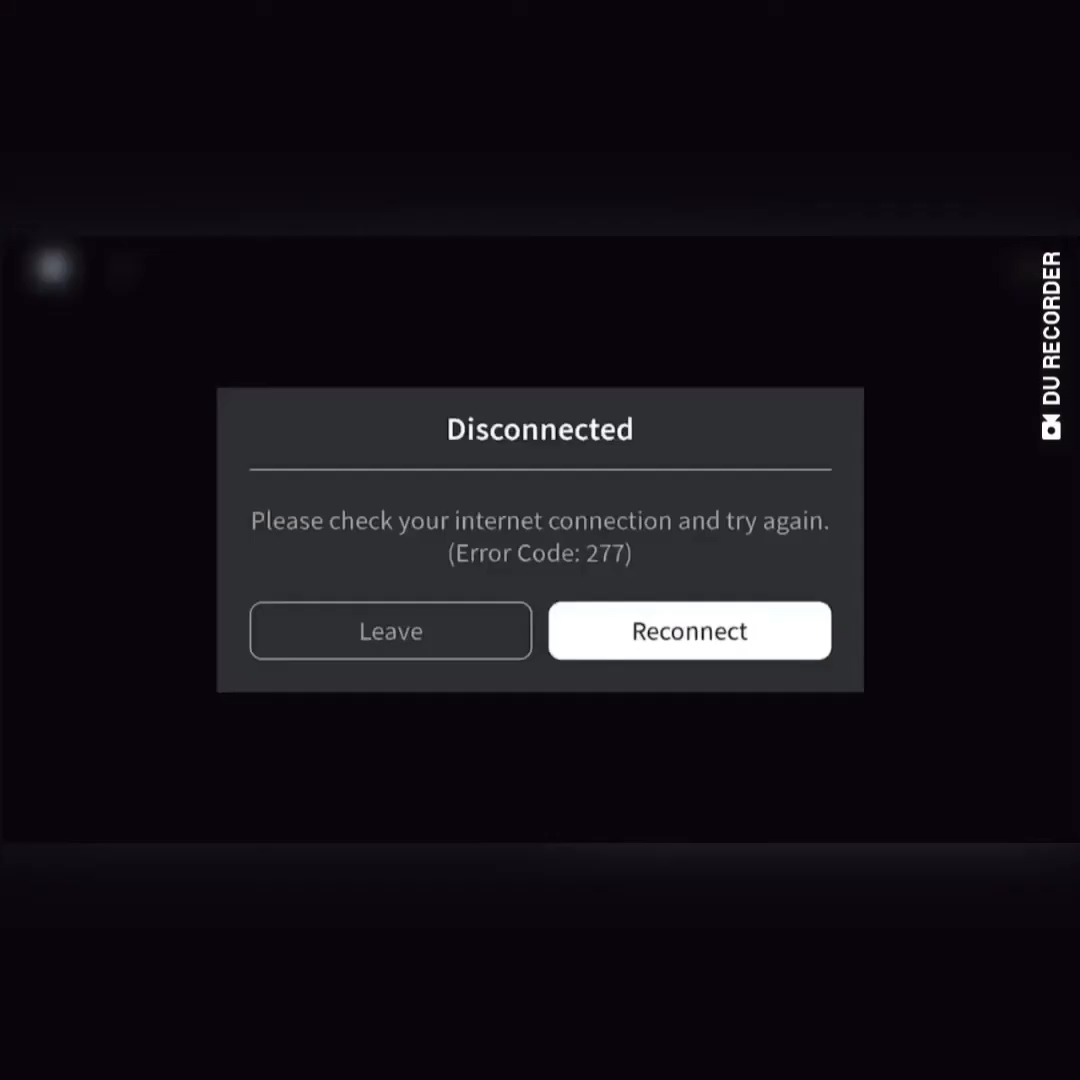 DU RECORDER
Disconnected
Please check your internet connection and try again.
(Error Code: 277)
Leave
Reconnect